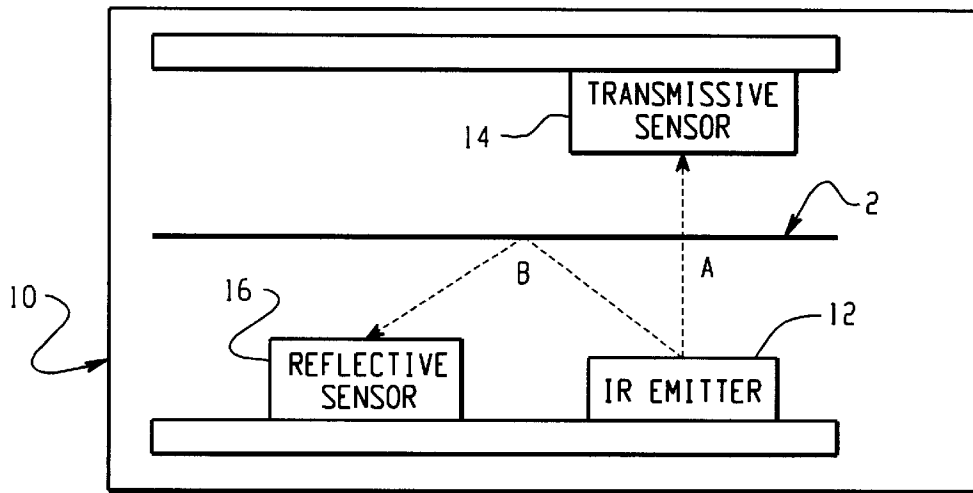 TRANSMISSIVE
SENSOR
14
2
B
A
10
16
12
REFLECTIVE
SENSOR
IR EMITTER